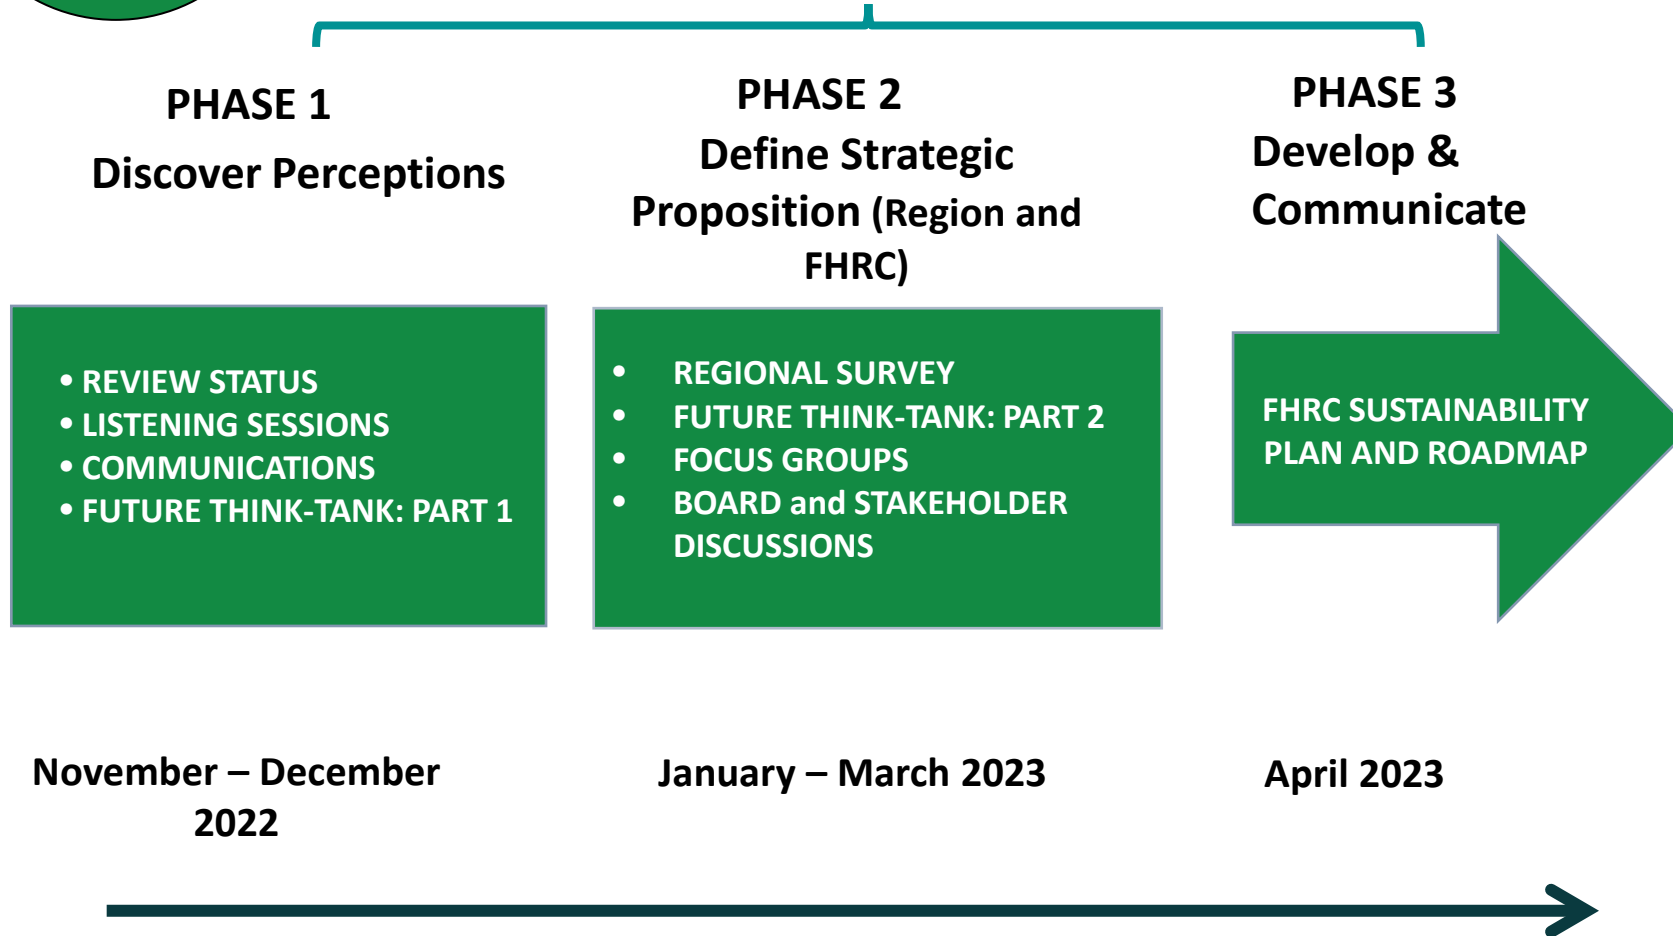 PHASE 1
Discover Perceptions
• REVIEW STATUS
• LISTENING SESSIONS
• COMMUNICATIONS
• FUTURE THINK-TANK: PART 1
November – December
2022
PHASE 2
Define Strategic
Proposition (Region and
FHRC)
• REGIONAL SURVEY
• FUTURE THINK-TANK: PART 2
• FOCUS GROUPS
• BOARD and STAKEHOLDER
DISCUSSIONS
January – March 2023
PHASE 3
Develop &
Communicate
FHRC SUSTAINABILITY
PLAN AND ROADMAP
April 2023